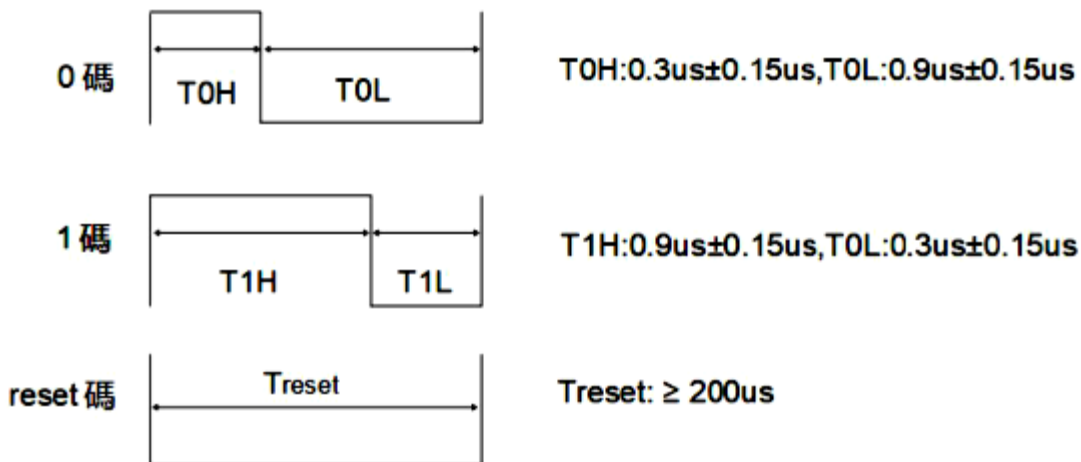 0 碼
T0H
T0L
T0H:0.3us±0.15us,T0L:0.9us±0.15us
1 碼
T1H
T1L
T1H:0.9us±0.15us,T0L:0.3us±0.15us
reset 碼
Treset
Treset: ≥ 200us